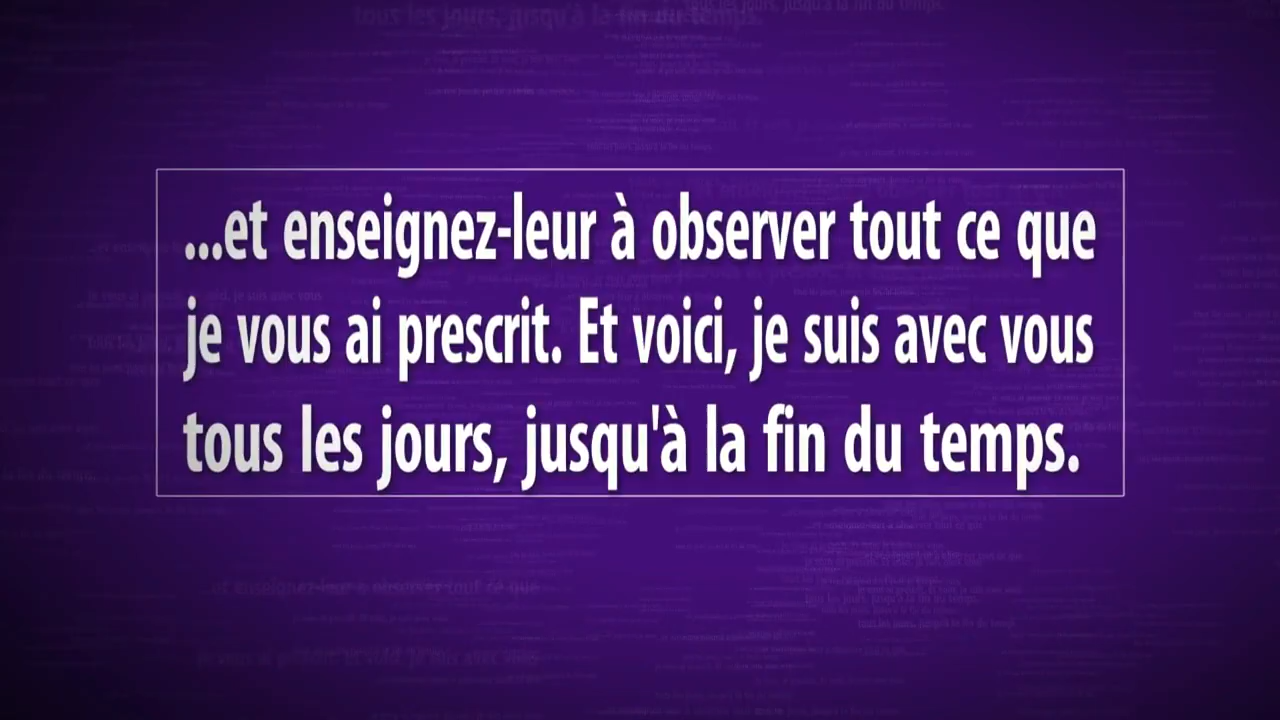 ...et enseignez-leur à observer tout ce que
je vous ai prescrit. Et voici, je suis avec vous
tous les jours, jusqu'à la fin du temps.